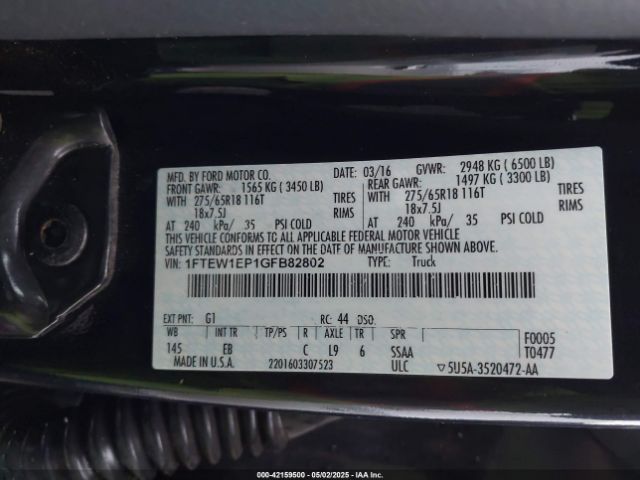 MFD. BY FORD MOTOR CO. DATE: 03/16 GVWR: 2948 KG ( 6500 LB)
FRONT GAWR: 1565 KG ( 3450 LB) REAR GAWR: 1497 KG ( 3300 LB)
WITH 275/65R18 116T TIRES WITH 275/65R18 116T TIRES
18x7.5J RIMS 18x7.5J RIMS
AT 240 kPa/ 35 PSI COLD AT 240 kPa/ 35 PSI COLD
THIS VEHICLE CONFORMS TO ALL APPLICABLE FEDERAL MOTOR VEHICLE
SAFETY STANDARDS IN EFFECT ON THE DATE OF MANUFACTURE SHOWN ABOVE.
VIN: 1FTEW1EP1GFB82802 TYPE: Truck
EXT PNT: G1 RC: 44 DSO:
WB INT TR TP/PS R AXLE TR SPR F0005
145 EB C L9 6 SSAA T0477
MADE IN U.S.A. 2201603307523 ULC ▽5U5A-3520472-AA
000-42159500 - 05/02/2025 - IAA Inc.